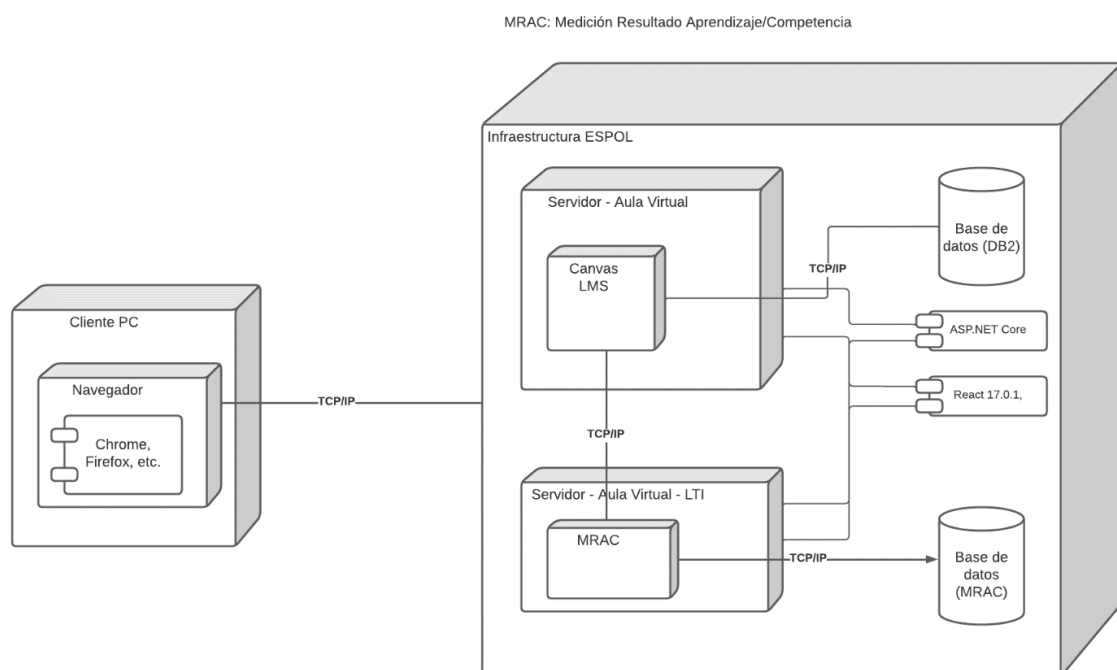 MRAC: Medición Resultado Aprendizaje/Competencia
Infraestructura ESPOL
Servidor - Aula Virtual
Canvas
LMS
Base de
datos (DB2)
TCP/IP
ASP.NET Core
React 17.0.1,
Cliente PC
Navegador
Chrome,
Firefox, etc.
TCP/IP
TCP/IP
Servidor - Aula Virtual - LTI
MRAC
TCP/IP
Base de
datos
(MRAC)